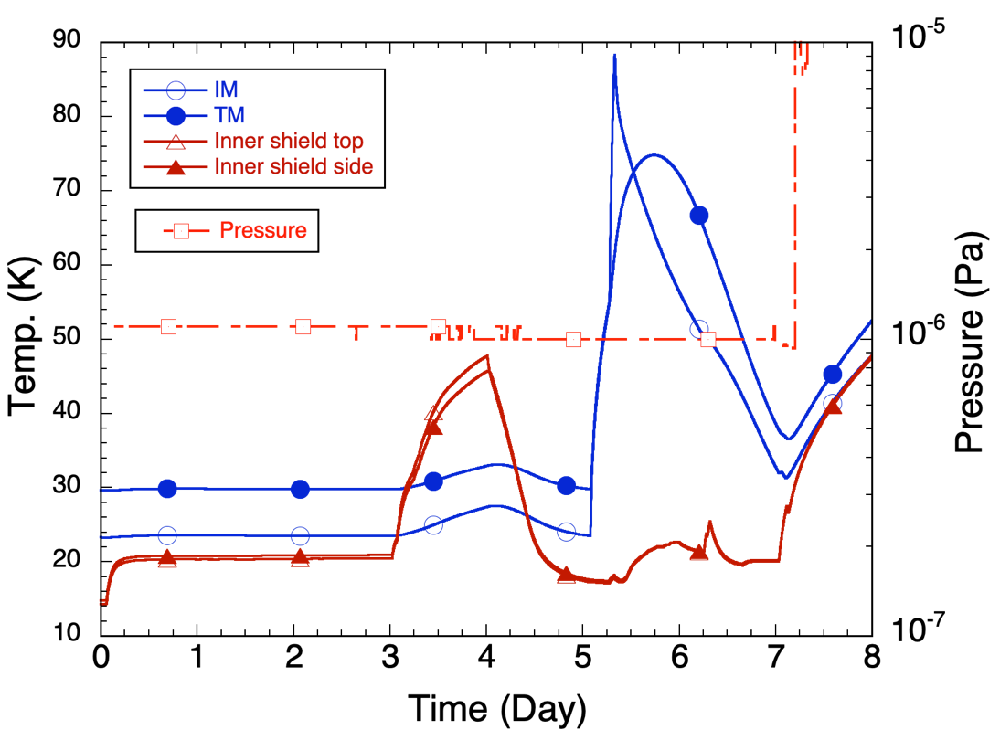 90
80
70
60
50
40
30
20
10
Temp. (K)
IM
TM
Inner shield top
Inner shield side
Pressure
10-5
10-6
10-7
Pressure (Pa)
0 1 2 3 4 5 6 7 8
Time (Day)